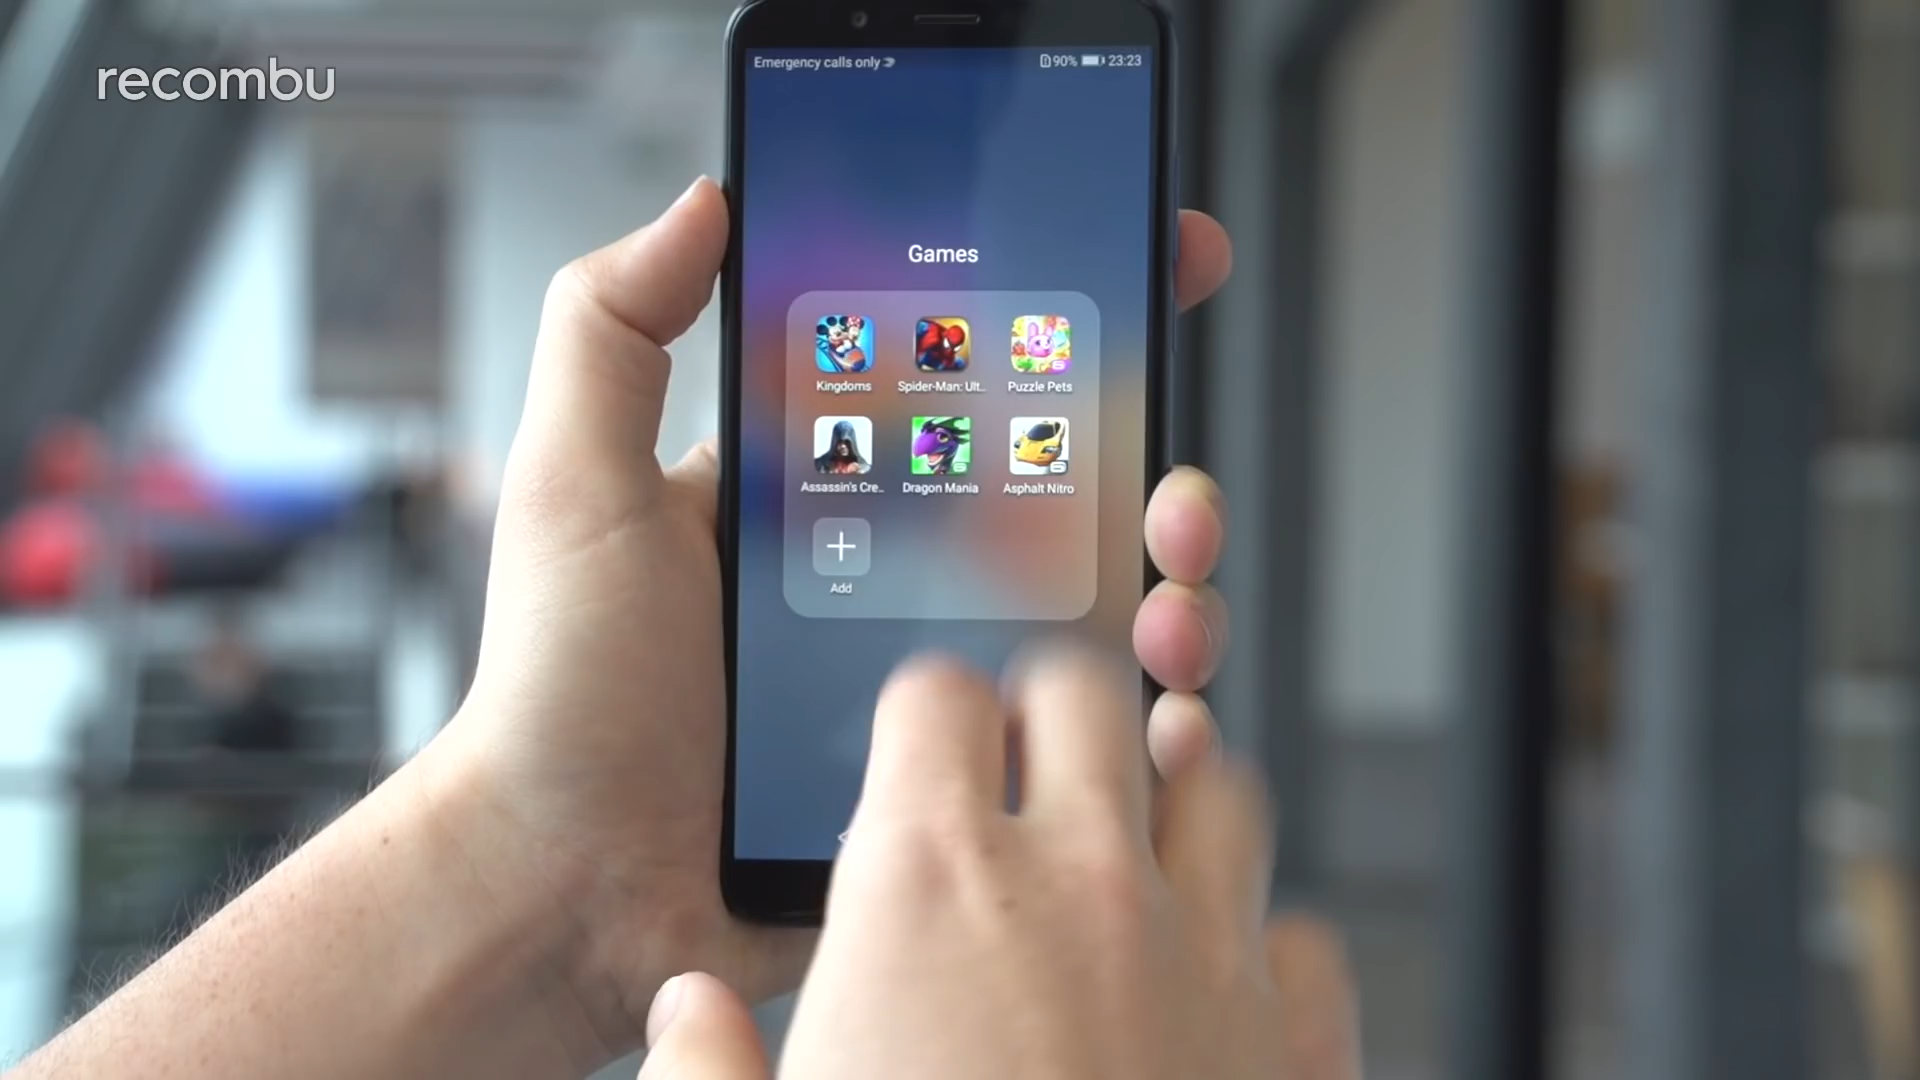 recombu
Emergency calls only
90% 23:23
Games
Kingdoms Spider-Man: Ult.. Puzzle Pets
Assassin's Cre.. Dragon Mania Asphalt Nitro
Add